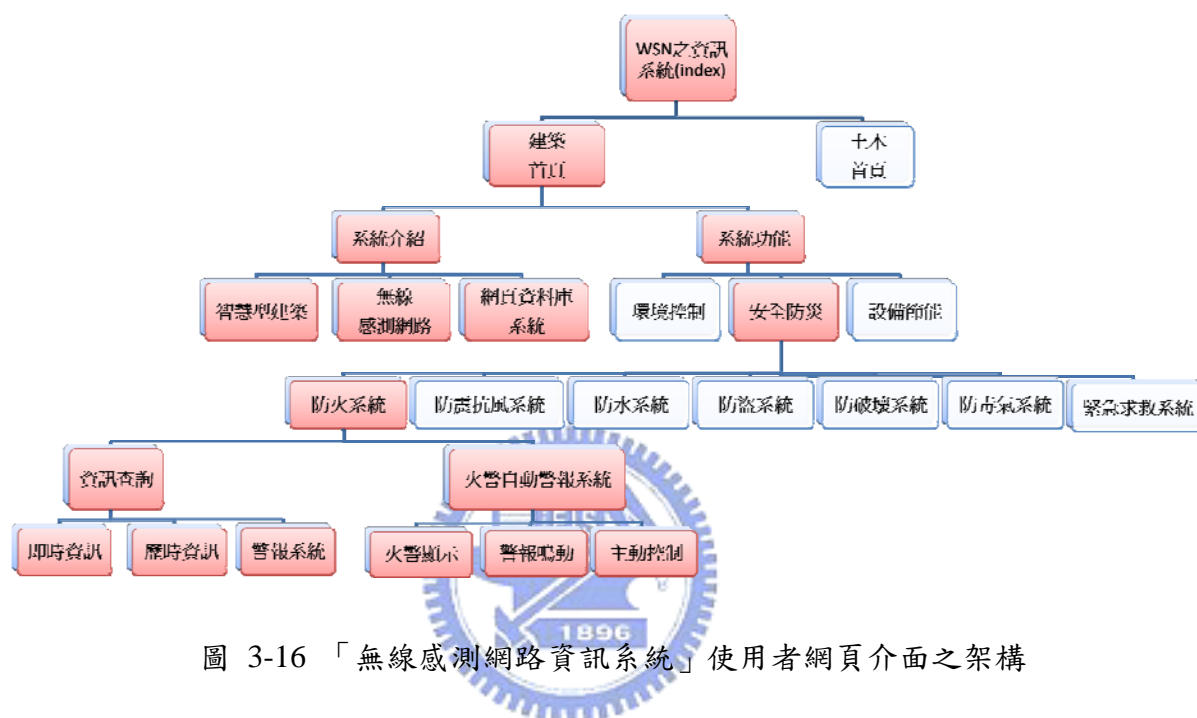 WSN之資訊
系統(index)
建築
首頁
土木
首頁
系統介紹
系統功能
智慧型建築
無線
感測網路
網頁資料庫
系統
環境控制
安全防災
設備節能
防火系統
防震抗風系統
防水系統
防盜系統
防破壞系統
防毒氣系統
緊急求救系統
資訊查詢
火警自動警報系統
即時資訊
歷時資訊
警報系統
火警顯示
警報鳴動
主動控制
1896
圖 3-16 「無線感測網路資訊系統」使用者網頁介面之架構